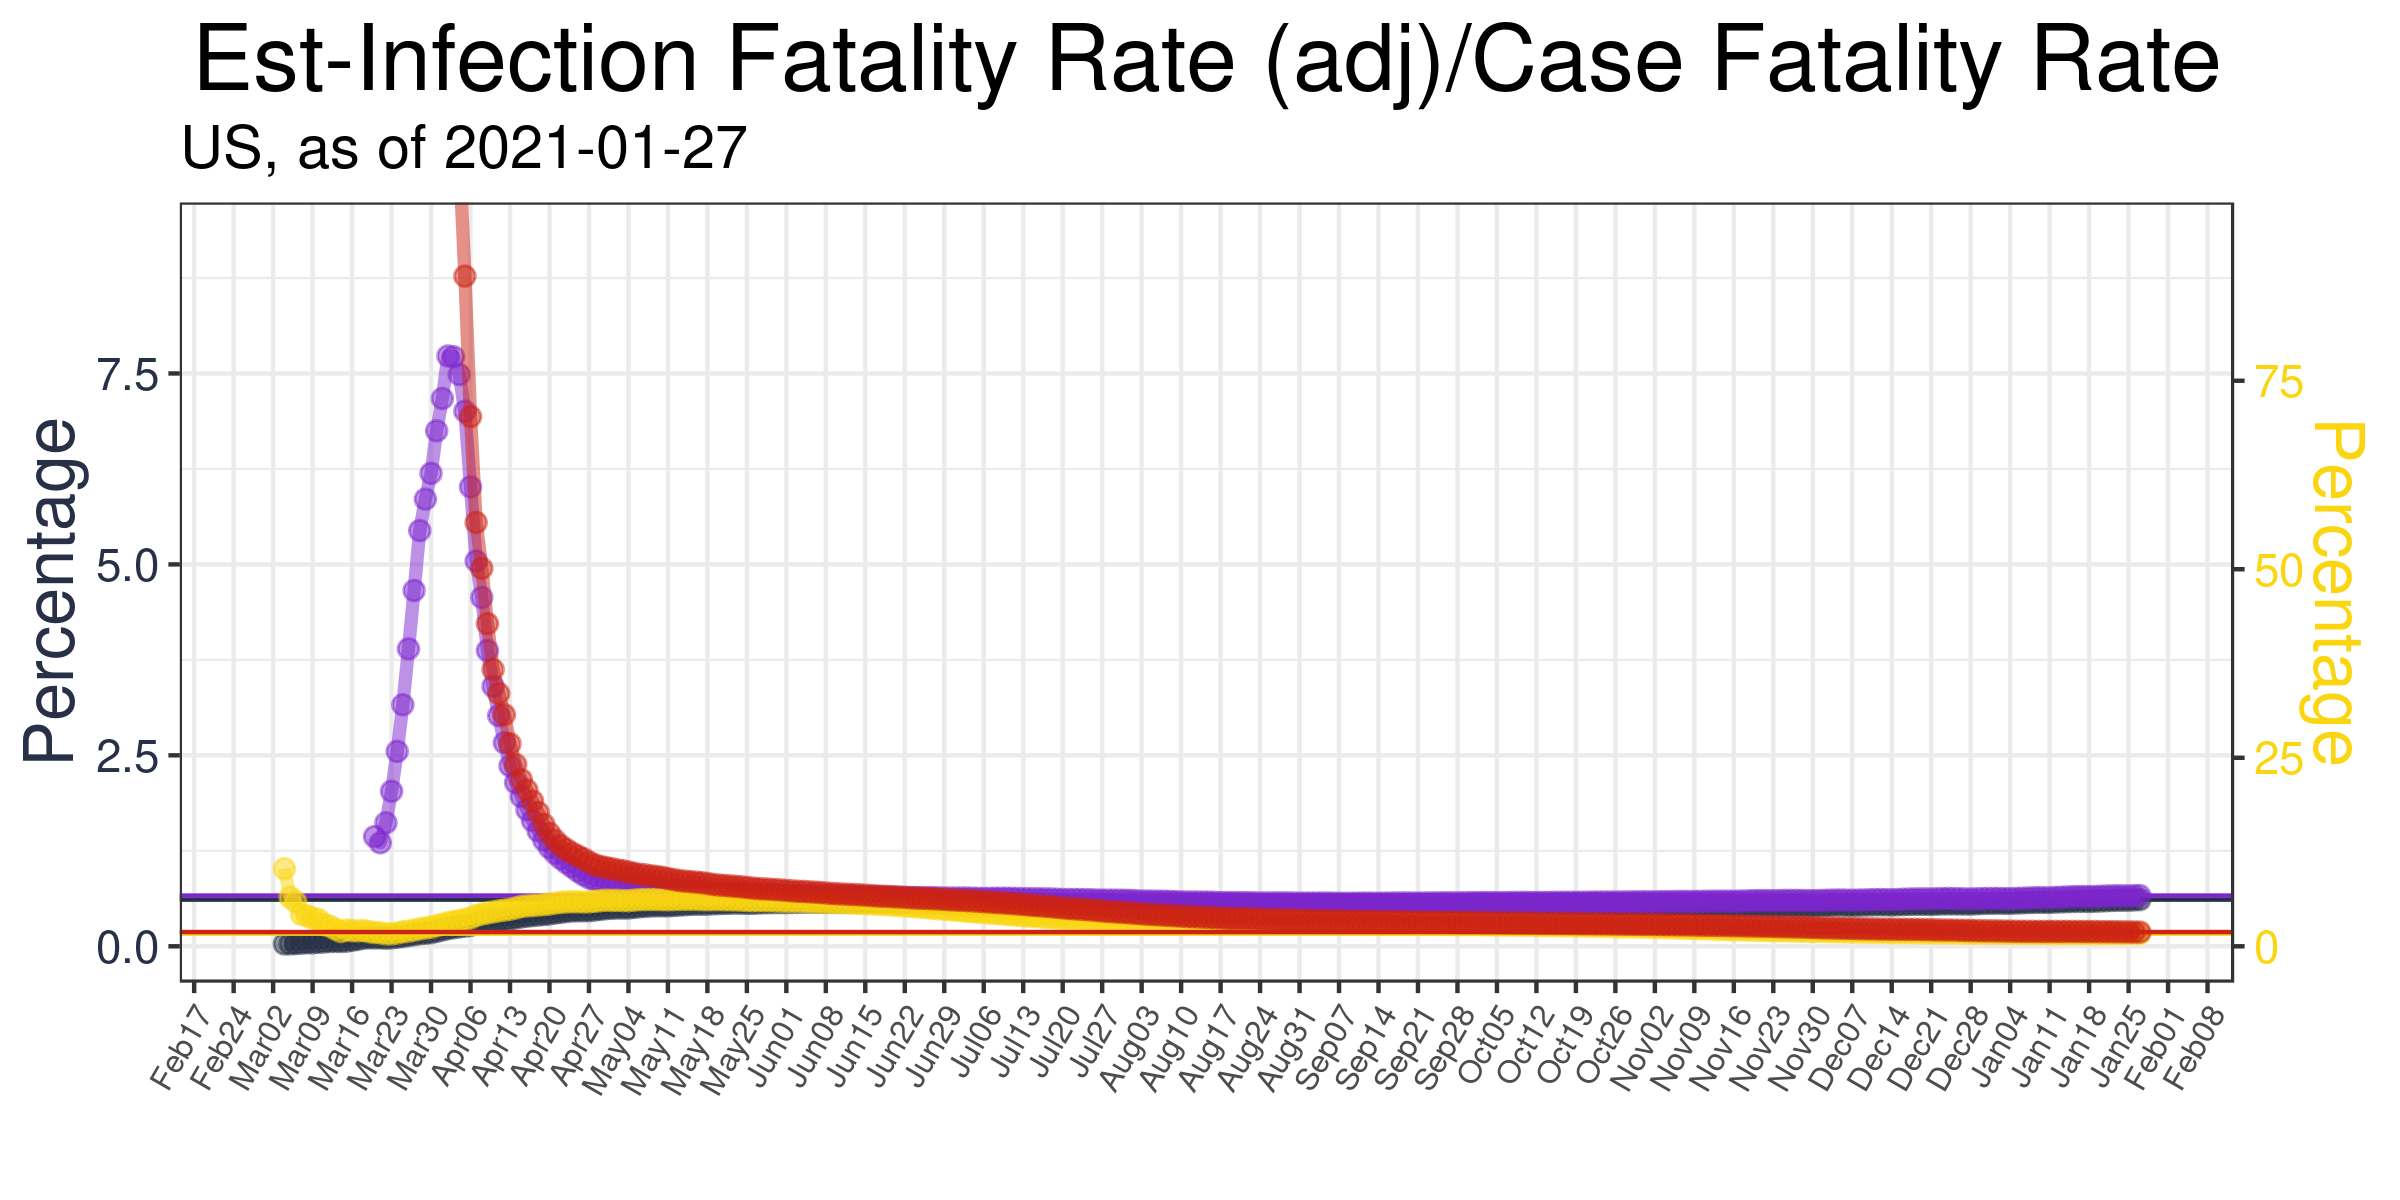 Est-Infection Fatality Rate (adj)/Case Fatality Rate
US, as of 2021-01-27
Percentage
7.5
5.0
2.5
0.0
75
50
25
0
Percentage
Feb17
Feb24
Mar02
Mar09
Mar16
Mar23
Mar30
Apr06
Apr13
Apr20
Apr27
May04
May11
May18
May25
Jun01
Jun08
Jun15
Jun22
Jun29
Jul06
Jul13
Jul20
Jul27
Aug03
Aug10
Aug17
Aug24
Aug31
Sep07
Sep14
Sep21
Sep28
Oct05
Oct12
Oct19
Oct26
Nov02
Nov09
Nov16
Nov23
Nov30
Dec07
Dec14
Dec21
Dec28
Jan04
Jan11
Jan18
Jan25
Feb01
Feb08